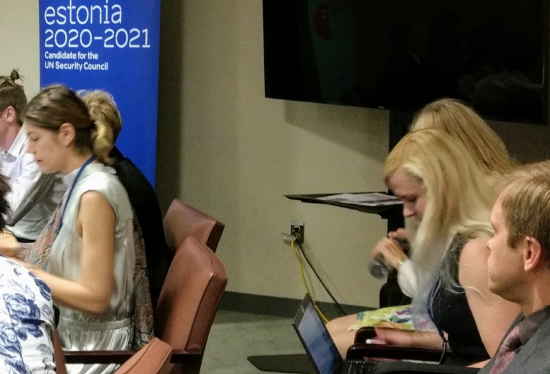 estonia
2020–2021
Candidate for the
UN Security Council